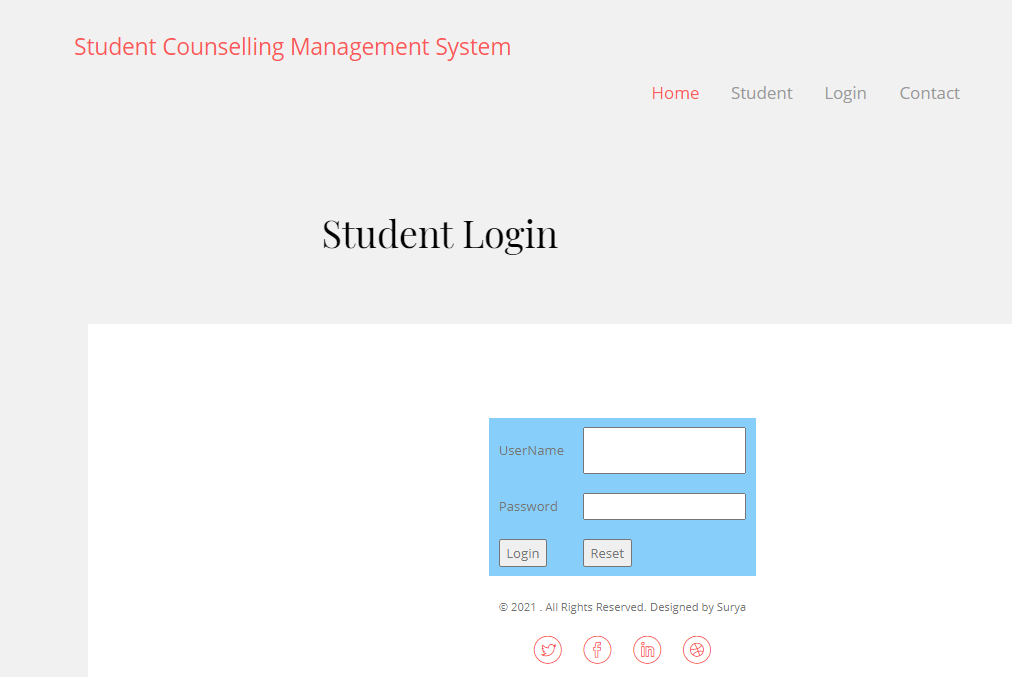 Student Counselling Management System
Home Student Login Contact
Student Login
UserName
Password
Login Reset
© 2021 . All Rights Reserved. Designed by Surya